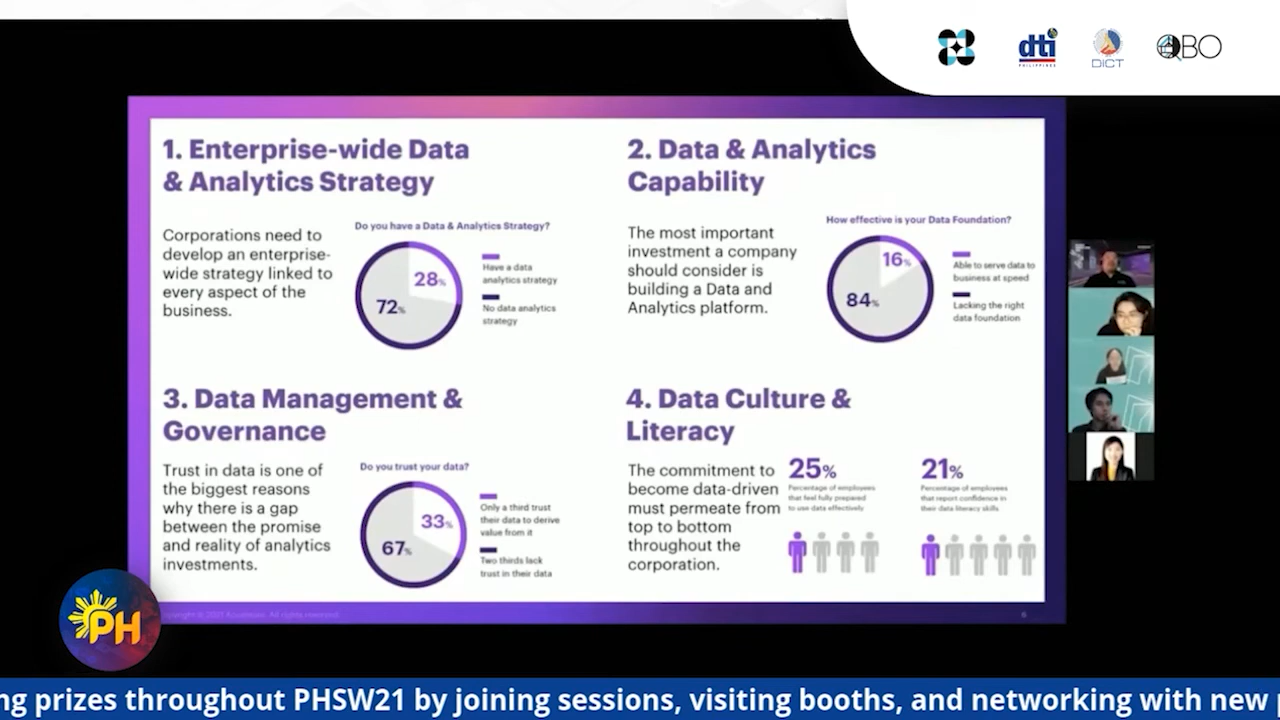 dti
PHILIPPINES
DICT
QBO
1. Enterprise-wide Data
& Analytics Strategy
Corporations need to
develop an enterprise-
wide strategy linked to
every aspect of the
business.
Do you have a Data & Analytics Strategy?
28%
72%
Have a data
analytics strategy
No data analytics
strategy
2. Data & Analytics
Capability
The most important
investment a company
should consider is
building a Data and
Analytics platform.
How effective is your Data Foundation?
16%
84%
Able to serve data to
business at speed
Lacking the right
data foundation
3. Data Management &
Governance
Trust in data is one of
the biggest reasons
why there is a gap
between the promise
and reality of analytics
investments.
Do you trust your data?
33%
67%
Only a third trust
their data to derive
value from it
Two thirds lack
trust in their data
4. Data Culture &
Literacy
The commitment to
become data-driven
must permeate from
top to bottom
throughout the
corporation.
25%
Percentage of employees
that feel fully prepared
to use data effectively
21%
Percentage of employees
that report confidence in
their data literacy skills
All rights reserved.
PH
ng prizes throughout PHSW21 by joining sessions, visiting booths, and networking with new p